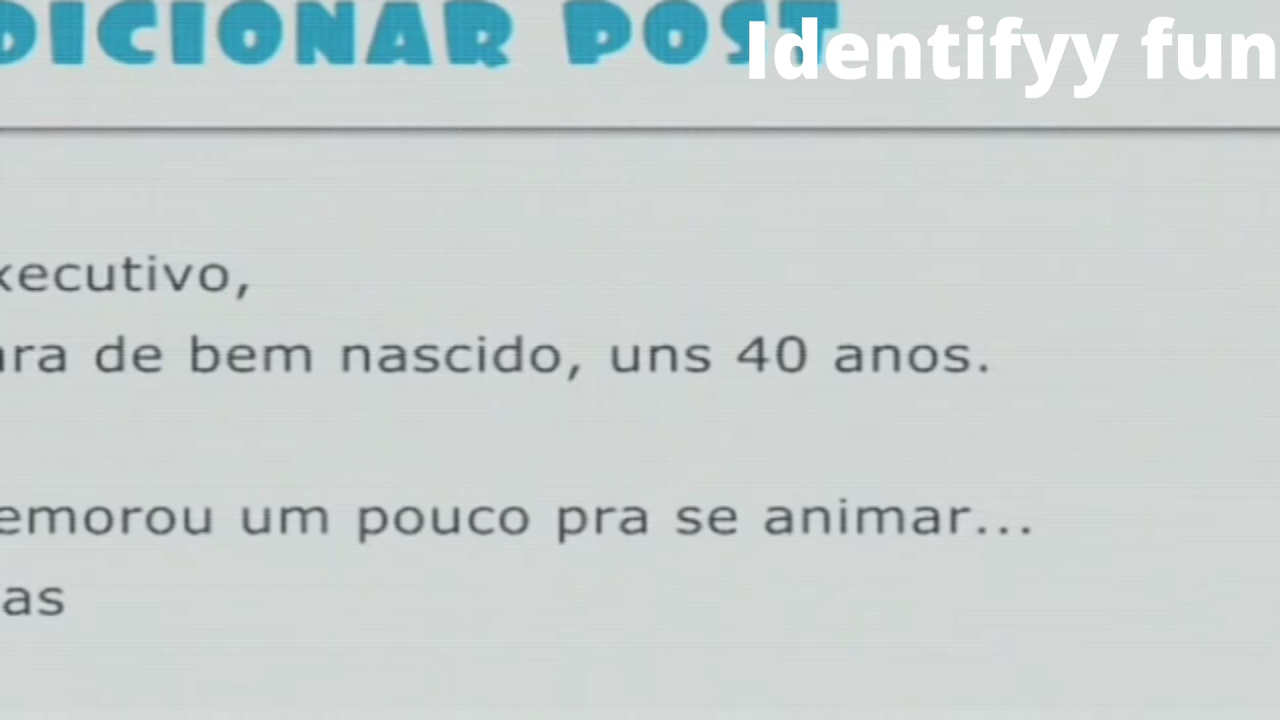 DICIONAR POST
Identifyy fun
xecutivo,
ara de bem nascido, uns 40 anos.
emorou um pouco pra se animar...
as